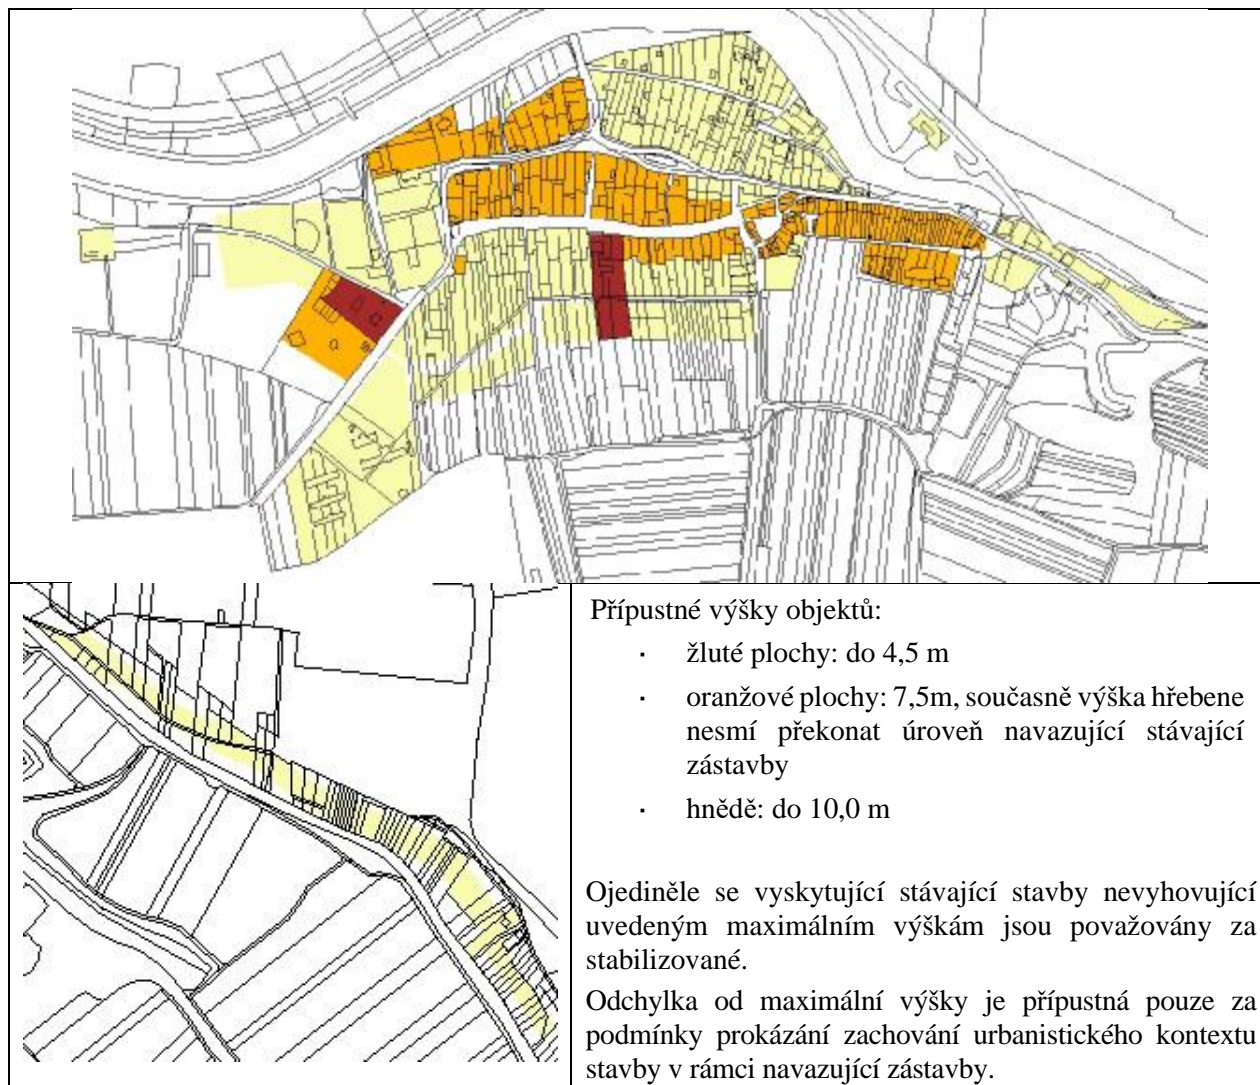 Přípustné výšky objektů:
· žluté plochy: do 4,5 m
· oranžové plochy: 7,5m, současně výška hřebene
nesmí překonat úroveň navazující stávající
zástavby
· hnědě: do 10,0 m
Ojediněle se vyskytující stávající stavby nevyhovující
uvedeným maximálním výškám jsou považovány za
stabilizované.
Odchylka od maximální výšky je přípustná pouze za
podmínky prokázání zachování urbanistického kontextu
stavby v rámci navazující zástavby.